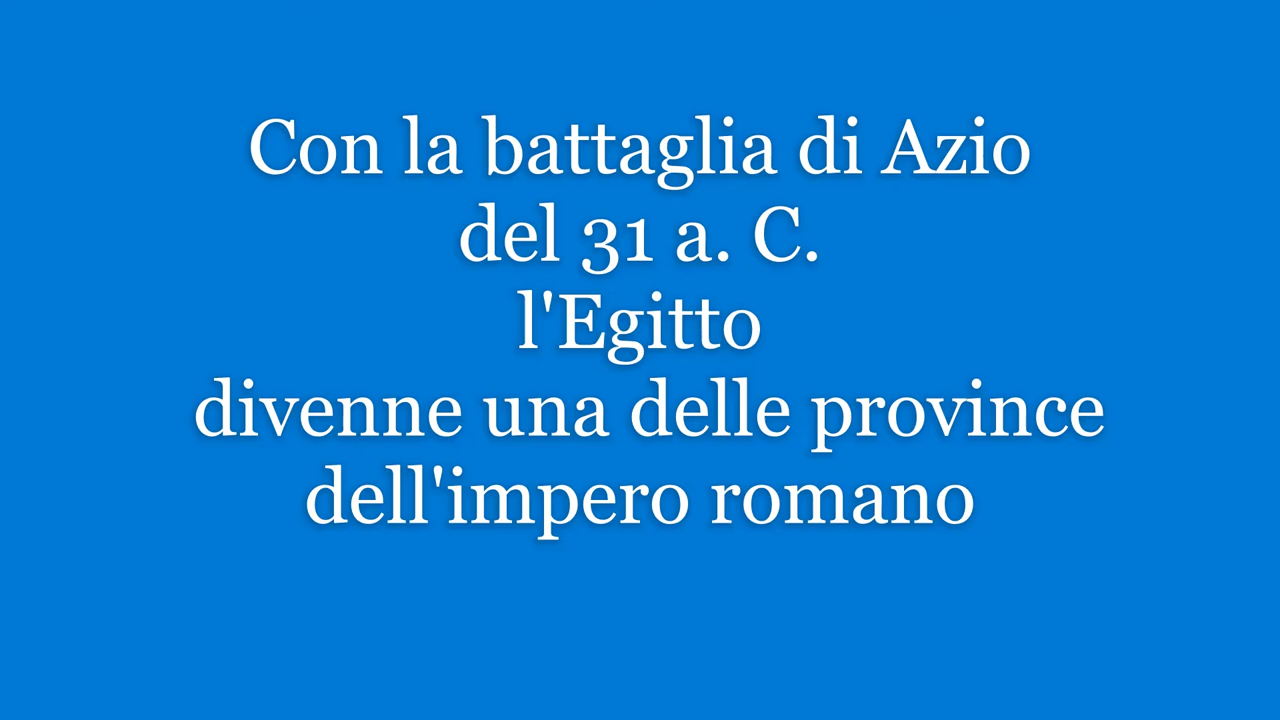 Con la battaglia di Azio
del 31 a. C.
l'Egitto
divenne una delle province
dell'impero romano